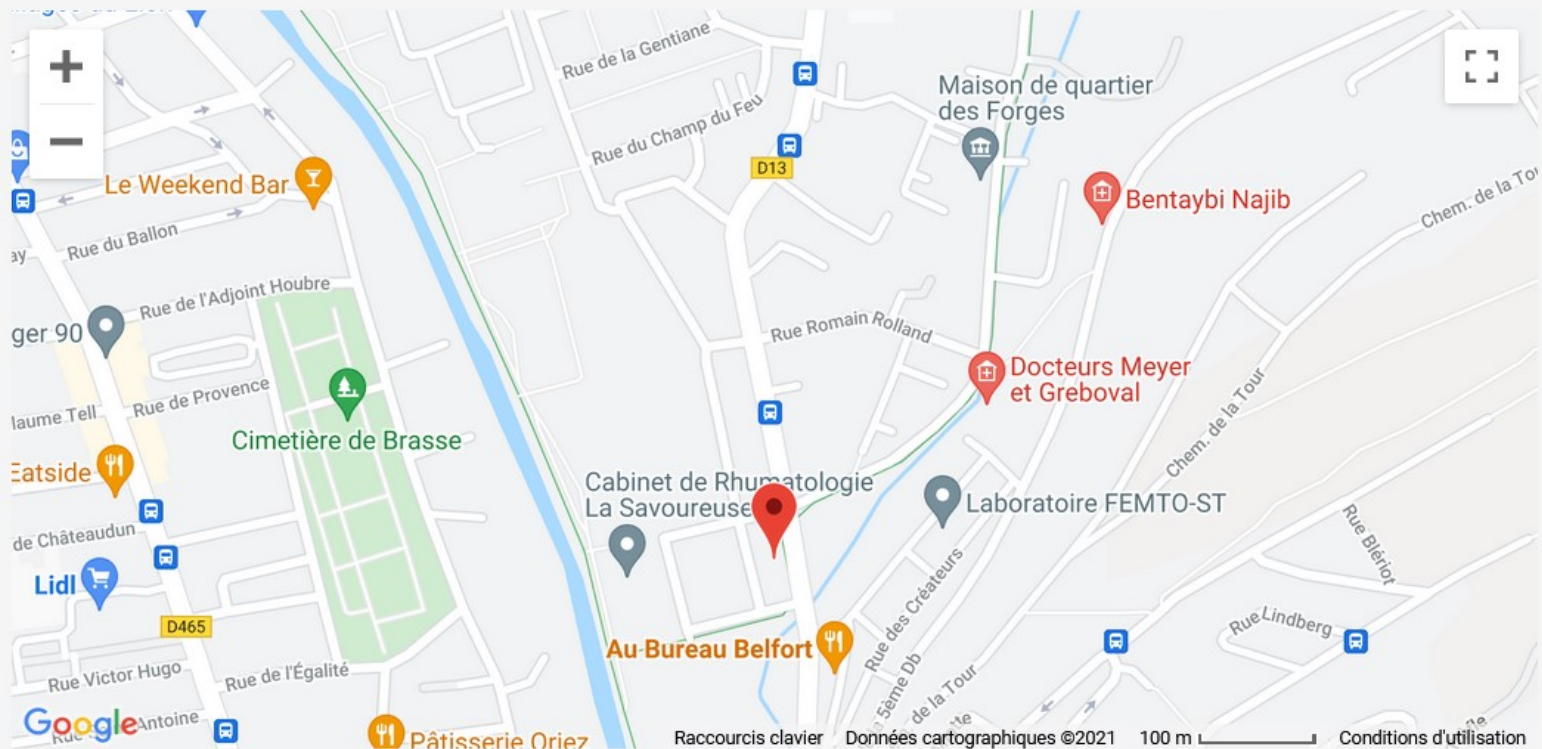 Rue de la Gentiane
Maison de quartier
des Forges
Rue du Champ du Feu
D13
Le Weekend Bar
Bentaybi Najib
Chem. de la Tou
Rue du Ballon
ay
Rue de l'Adjoint Houbre
ger 90
Rue Romain Rolland
Docteurs Meyer
et Greboval
Rue de Provence
laume Tell
Chem. de la Tour
Cimetière de Brasse
Eatside
Cabinet de Rhumatologie
La Savoureuse
Laboratoire FEMTO-ST
de Châteaudun
Rue Blériot
Lidl
D465
Rue des Créateurs
Rue Lindberg
Au Bureau Belfort
Rue Victor Hugo
Rue de l'Égalité
5ème Db
de la Tour
Google
Antoine
Pâtisserie Oriez
Raccourcis clavier
Données cartographiques ©2021
100 m
Conditions d'utilisation